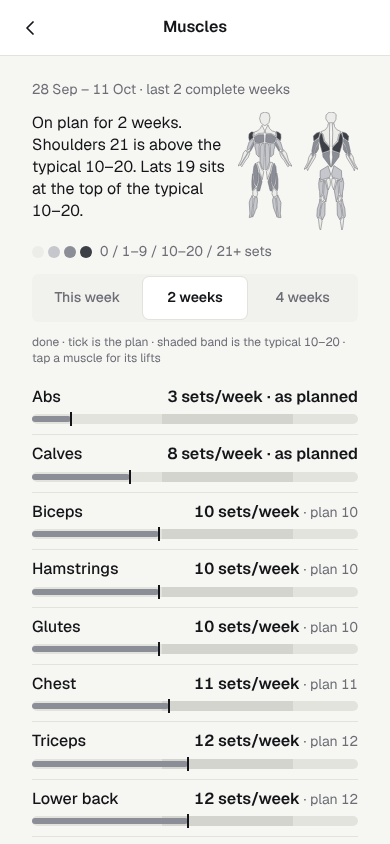 Muscles
28 Sep – 11 Oct · last 2 complete weeks
On plan for 2 weeks.
Shoulders 21 is above the
typical 10–20. Lats 19 sits
at the top of the typical
10–20.
0 / 1–9 / 10–20 / 21+ sets
This week
2 weeks
4 weeks
done · tick is the plan · shaded band is the typical 10–20 ·
tap a muscle for its lifts
Abs 3 sets/week · as planned
Calves 8 sets/week · as planned
Biceps 10 sets/week · plan 10
Hamstrings 10 sets/week · plan 10
Glutes 10 sets/week · plan 10
Chest 11 sets/week · plan 11
Triceps 12 sets/week · plan 12
Lower back 12 sets/week · plan 12